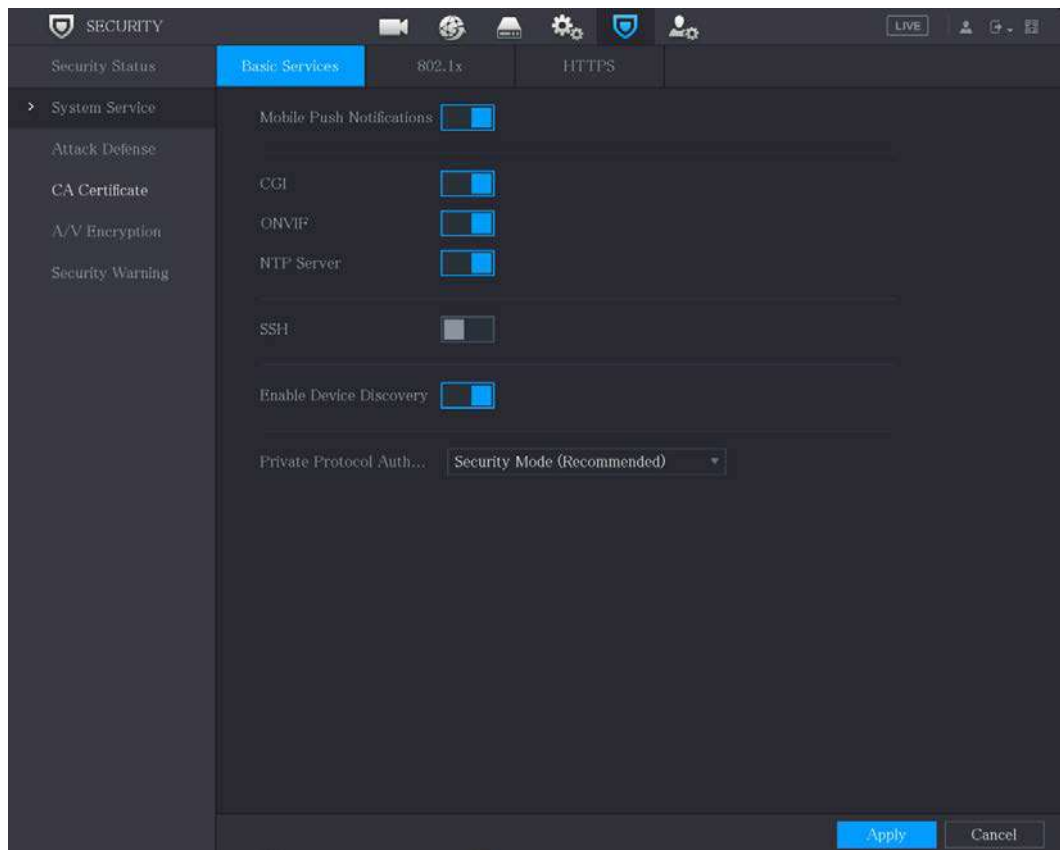 SECURITY
LIVE
Security Status
Basic Services
802.1x
HTTPS
System Service
Mobile Push Notifications
Attack Defense
CGI
CA Certificate
ONVIF
A/V Encryption
NTP Server
Security Warning
SSH
Enable Device Discovery
Private Protocol Auth... Security Mode (Recommended)
Apply
Cancel